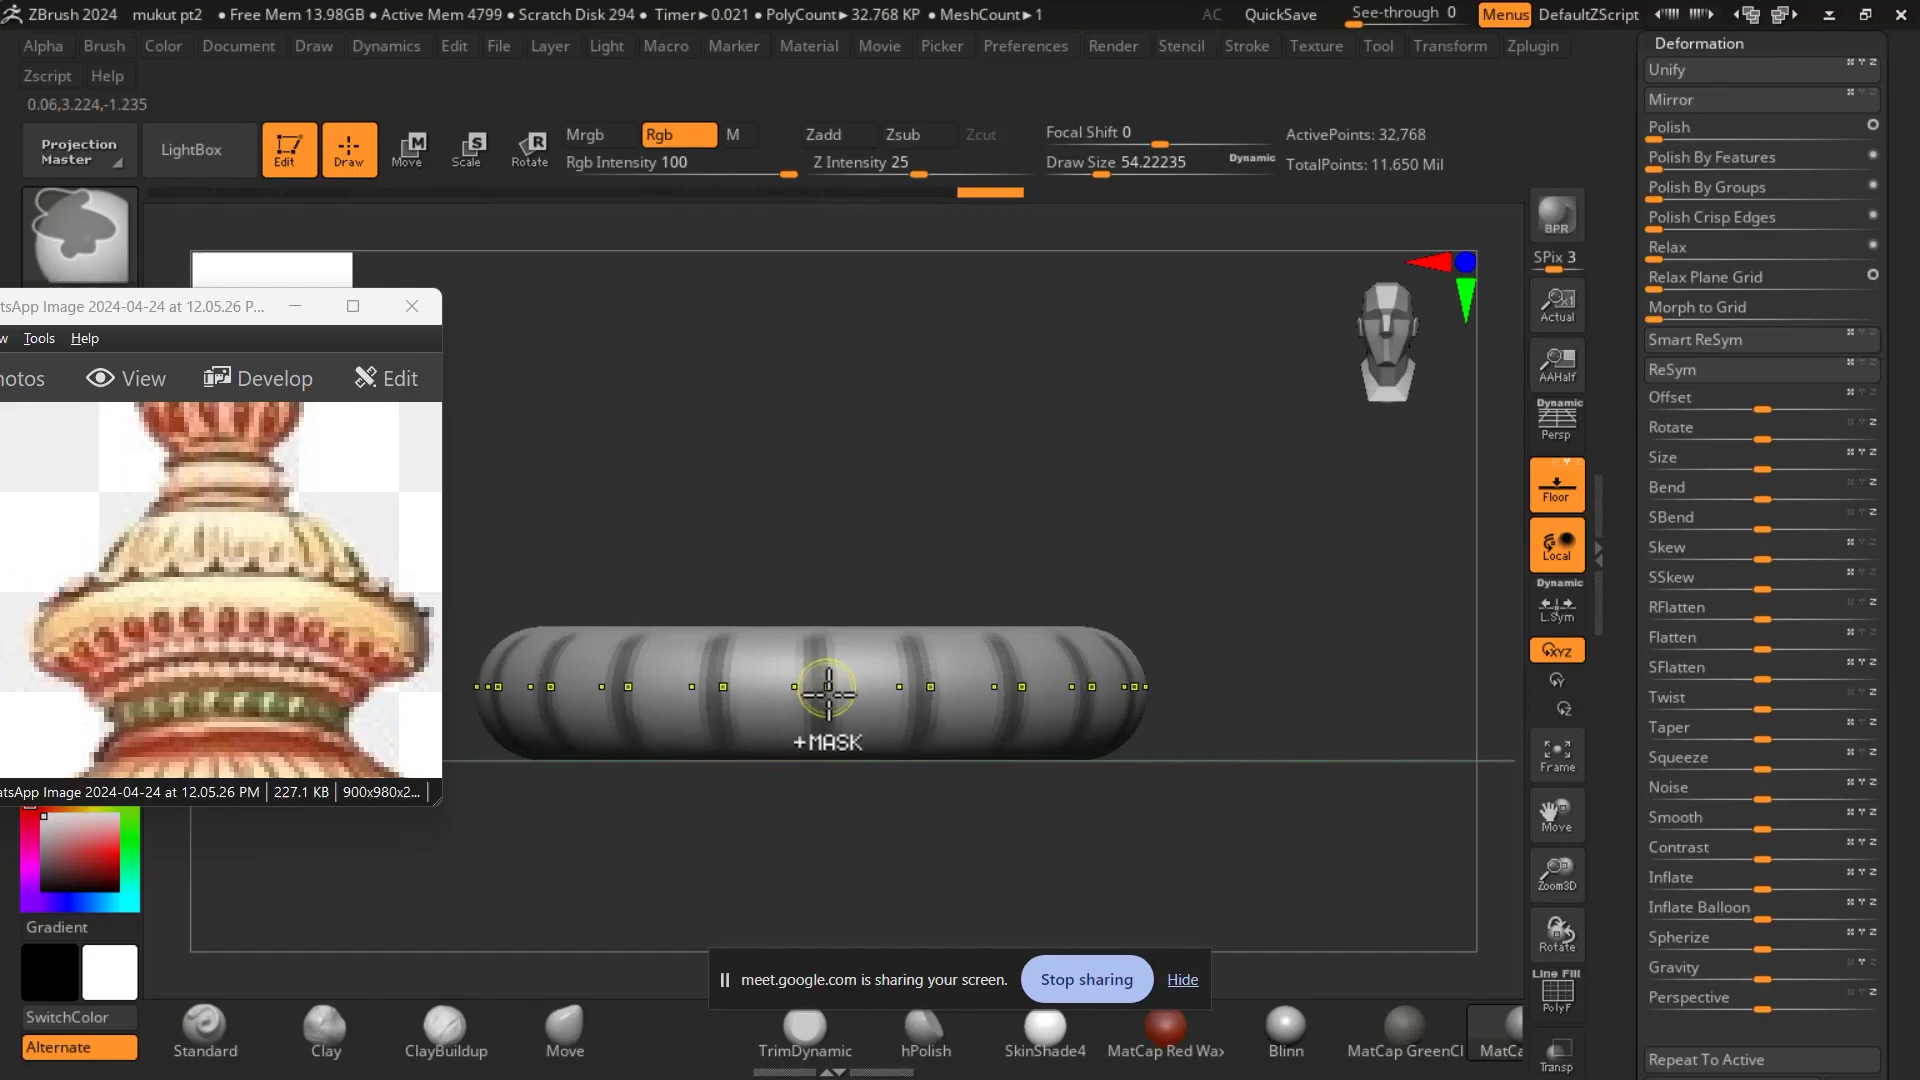 ZBrush 2024 mukut pt2 ● Free Mem 13.98GB ● Active Mem 4799 ● Scratch Disk 294 ● Timer►0.021 ● PolyCount►32.768 KP ● MeshCount►1 AC QuickSave See-through 0 Menus DefaultZScript
Alpha Brush Color Document Draw Dynamics Edit File Layer Light Macro Marker Material Movie Picker Preferences Render Stencil Stroke Texture Tool Transform Zplugin
Zscript Help
0.06,3.224,-1.235
Projection Master
LightBox
Edit
Draw
Move
Scale
Rotate
Mrgb Rgb M
Rgb Intensity 100
Zadd Zsub Zcut
Z Intensity 25
Focal Shift 0
Draw Size 54.22235 Dynamic
ActivePoints: 32,768
TotalPoints: 11.650 Mil
tsApp Image 2024-04-24 at 12.05.26 P...
w Tools Help
hotos View Develop Edit
atsApp Image 2024-04-24 at 12.05.26 PM 227.1 KB 900x980x2...
+MASK
Gradient
SwitchColor
Alternate
BPR
SPix 3
Actual
AAHalf
Dynamic
Persp
Floor
Local
Dynamic
L.Sym
XYZ
Frame
Move
Zoom3D
Rotate
Line Fill
PolyF
Transp
Deformation
Unify
Mirror
Polish
Polish By Features
Polish By Groups
Polish Crisp Edges
Relax
Relax Plane Grid
Morph to Grid
Smart ReSym
ReSym
Offset
Rotate
Size
Bend
SBend
Skew
SSkew
RFlatten
Flatten
SFlatten
Twist
Taper
Squeeze
Noise
Smooth
Contrast
Inflate
Inflate Balloon
Spherize
Gravity
Perspective
Repeat To Active
meet.google.com is sharing your screen. Stop sharing Hide
Standard Clay ClayBuildup Move TrimDynamic hPolish SkinShade4 MatCap Red Wax Blinn MatCap GreenCl MatCa